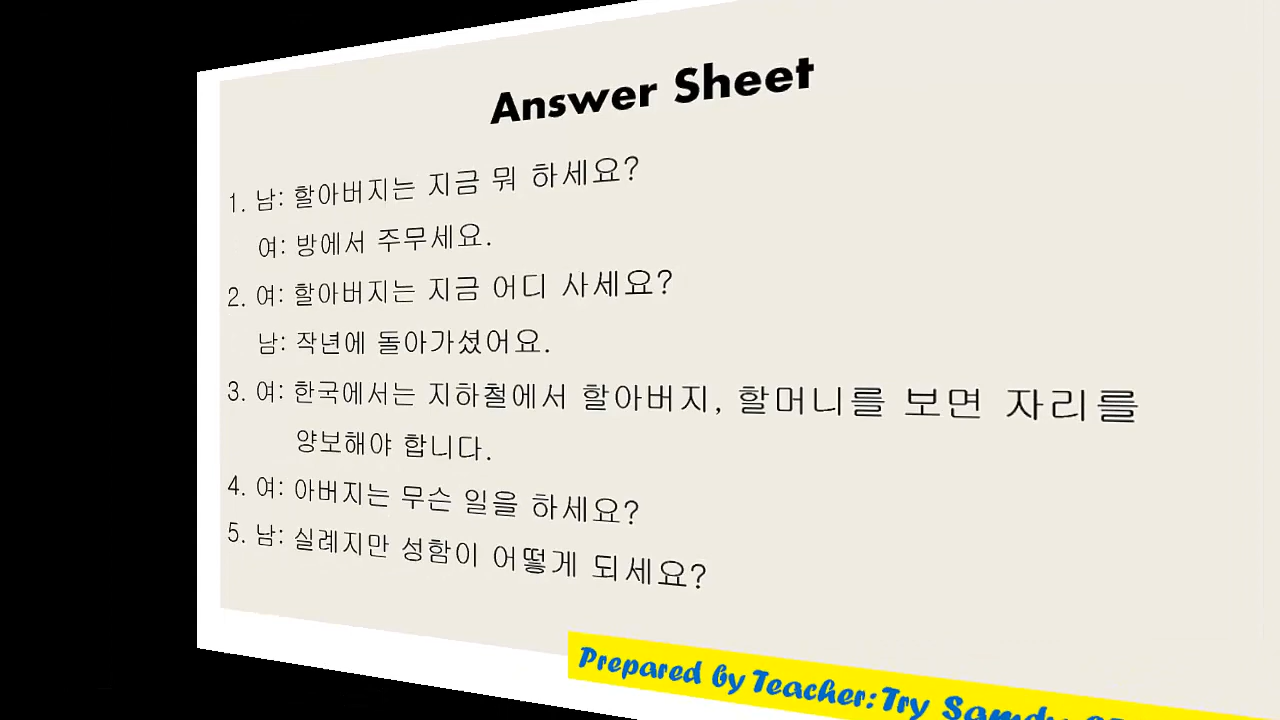 Answer Sheet
1. 남: 할아버지는 지금 뭐 하세요?
여: 방에서 주무세요.
2. 여: 할아버지는 지금 어디 사세요?
남: 작년에 돌아가셨어요.
3. 여: 한국에서는 지하철에서 할아버지, 할머니를 보면 자리를
양보해야 합니다.
4. 여: 아버지는 무슨 일을 하세요?
5. 남: 실례지만 성함이 어떻게 되세요?
Prepared by Teacher: Try